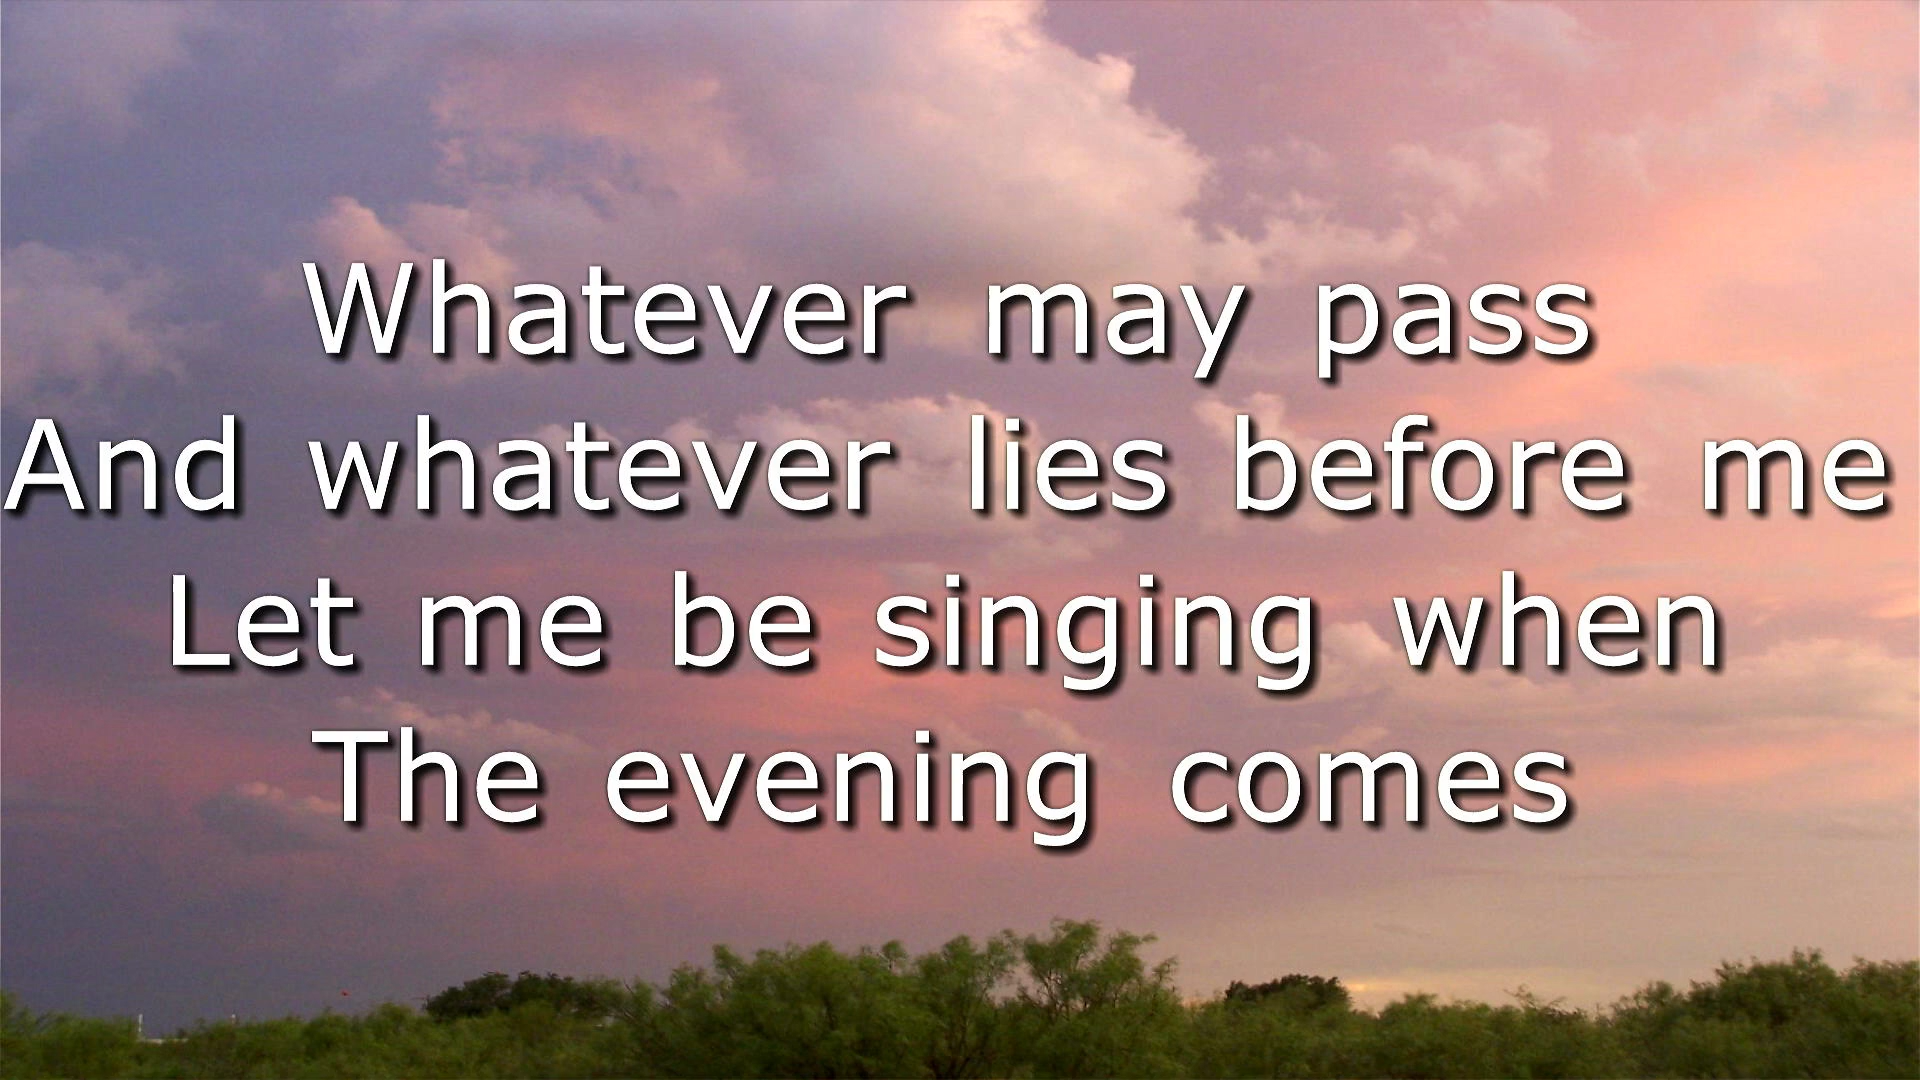 Whatever may pass
And whatever lies before me
Let me be singing when
The evening comes